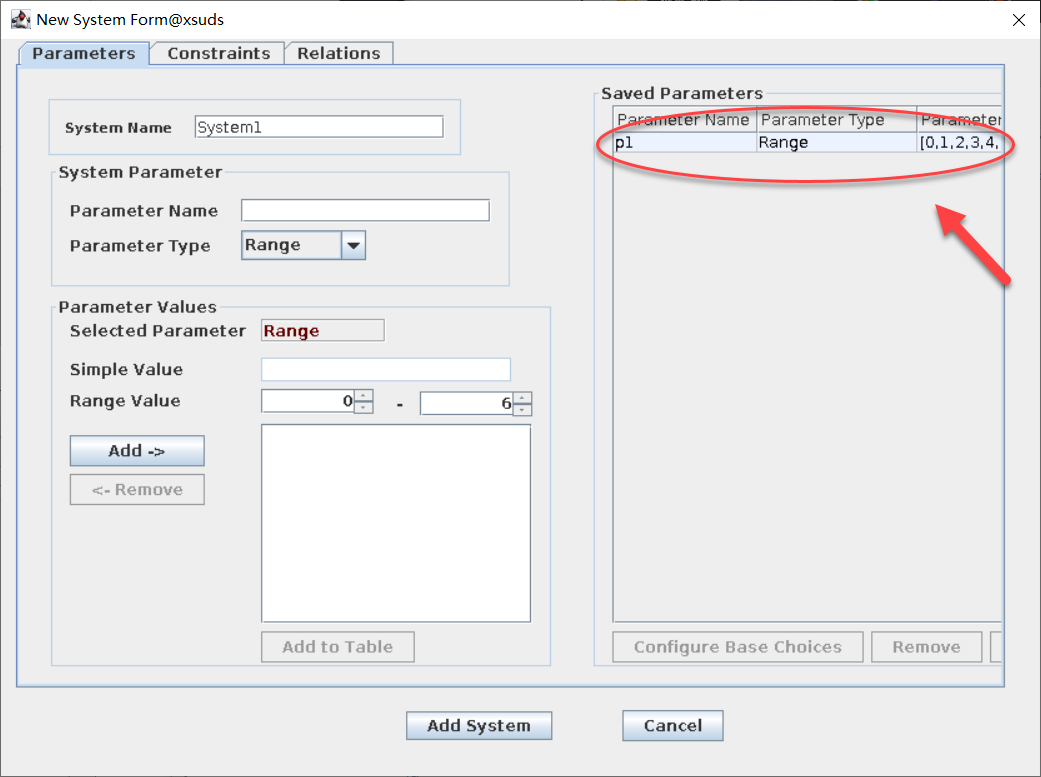 New System Form@xsuds
Parameters Constraints Relations
System Name System1
System Parameter
Parameter Name
Parameter Type Range
Parameter Values
Selected Parameter Range
Simple Value
Range Value 0 - 6
Add ->
<- Remove
Add to Table
Saved Parameters
Parameter Name Parameter Type Parameter
p1 Range [0,1,2,3,4,
Configure Base Choices Remove
Add System Cancel